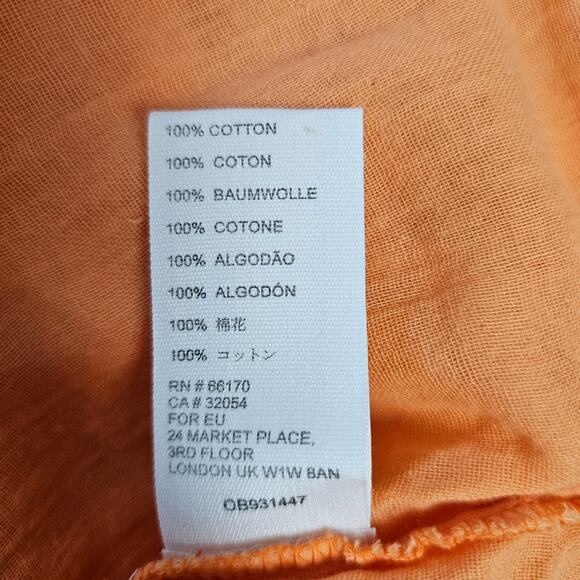 100% COTTON
100% COTON
100% BAUMWOLLE
100% COTONE
100% ALGODÃO
100% ALGODÓN
100% 棉花
100% コットン
RN # 66170
CA # 32054
FOR EU
24 MARKET PLACE,
3RD FLOOR
LONDON UK W1W BAN
OB931447